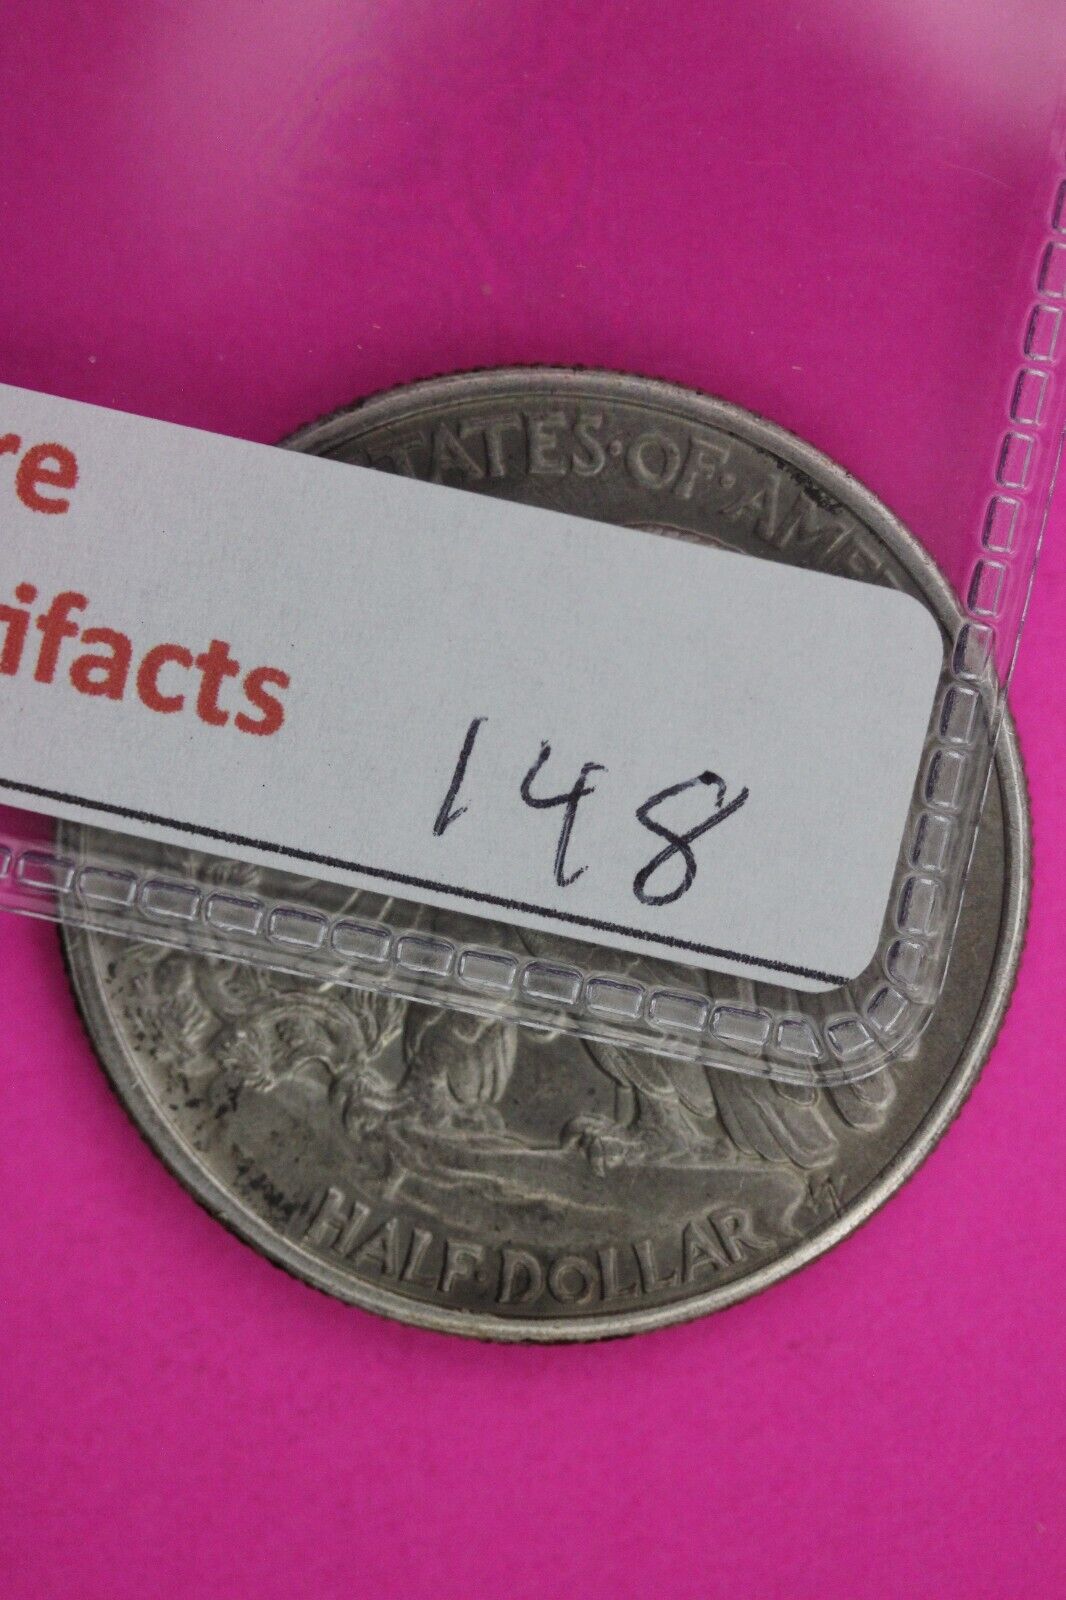 TATES·OF·AME
re
ifacts
148
HALF·DOLLAR